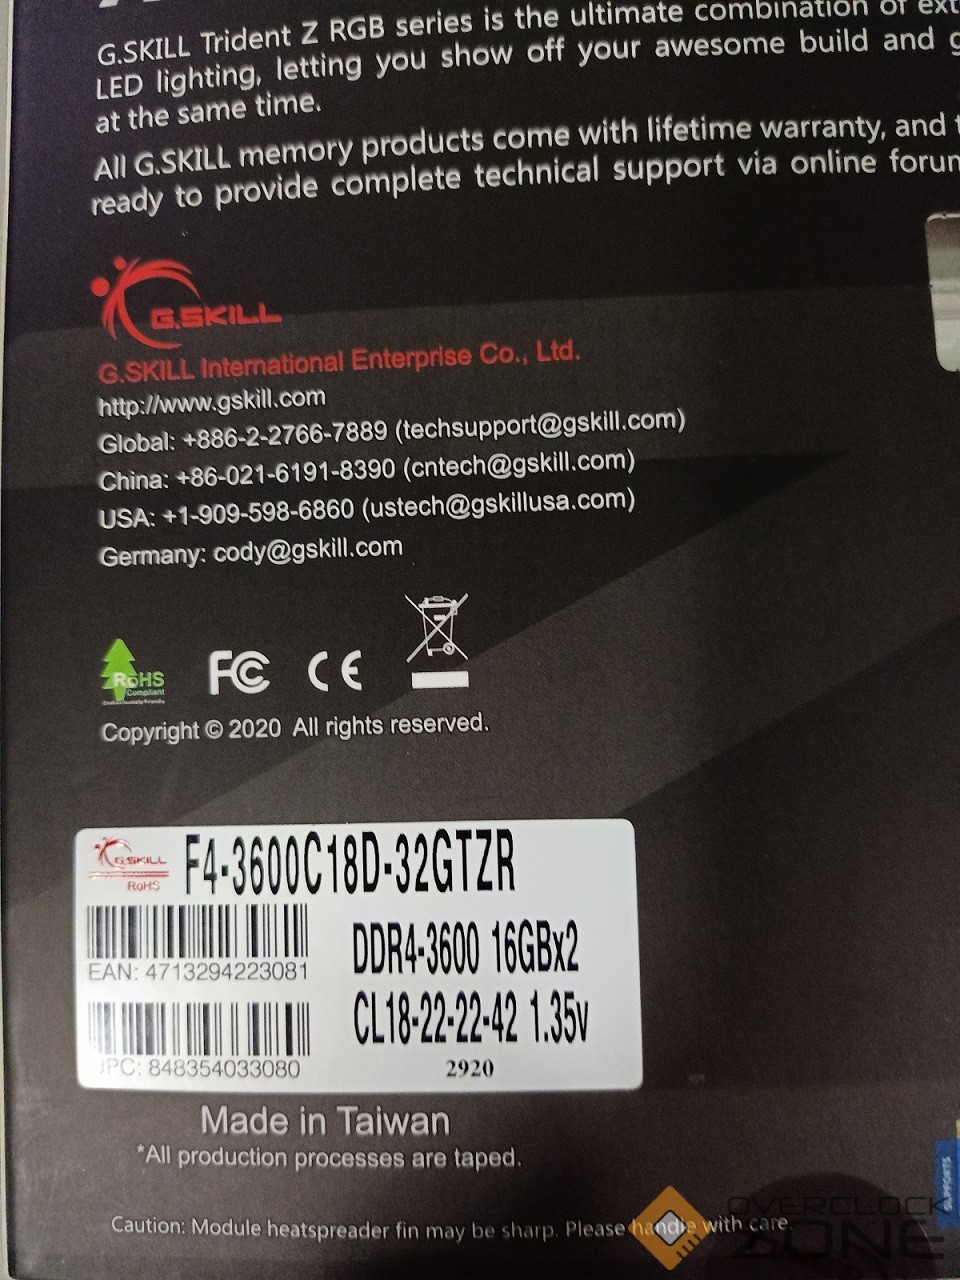 G.SKILL Trident Z RGB series is the ultimate combination of
LED lighting, letting you show off your awesome build and
at the same time.
All G.SKILL memory products come with lifetime warranty, and
ready to provide complete technical support via online
G.SKILL
G.SKILL International Enterprise Co., Ltd.
http://www.gskill.com
Global: +886-2-2766-7889 (techsupport@gskill.com)
China: +86-021-6191-8390 (cntech@gskill.com)
USA: +1-909-598-6860 (ustech@gskillusa.com)
Germany: cody@gskill.com
RoHS
Compliant
FC CE
Copyright © 2020 All rights reserved.
G.SKILL
RoHS
F4-3600C18D-32GTZR
EAN: 4713294223081
DDR4-3600 16GBx2
CL18-22-22-42 1.35v
UPC: 848354033080
2920
Made in Taiwan
*All production processes are taped.
SUPPORTS
Caution: Module heatspreader fin may be sharp. Please handle with care.
OVERCLOCK
ZONE